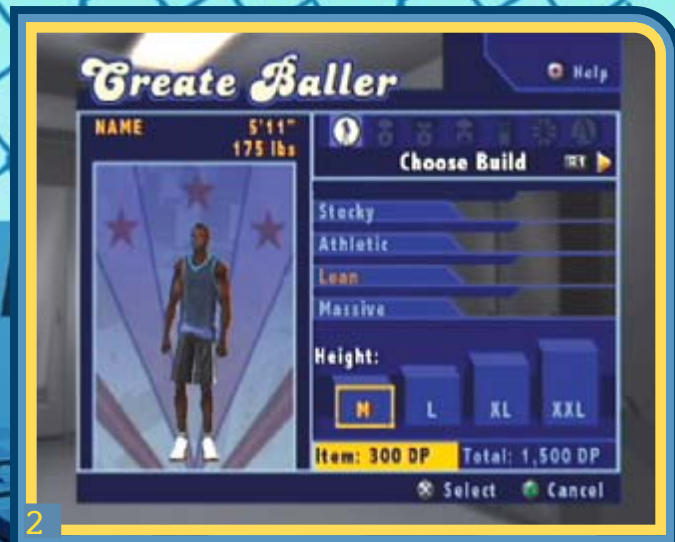 Create Baller
Help
NAME 5'11"
175 lbs
Choose Build R1
Stocky
Athletic
Lean
Massive
Height:
M L XL XXL
Item: 300 DP Total: 1,500 DP
Select Cancel
2